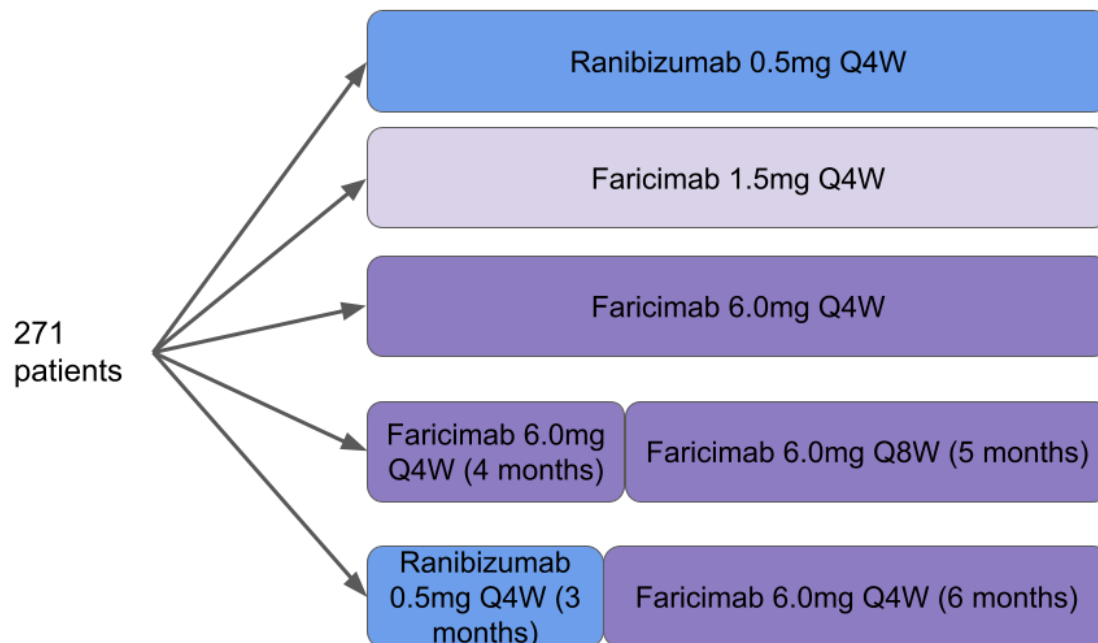 Ranibizumab 0.5mg Q4W
Faricimab 1.5mg Q4W
Faricimab 6.0mg Q4W
271
patients
Faricimab 6.0mg
Q4W (4 months)
Faricimab 6.0mg Q8W (5 months)
Ranibizumab
0.5mg Q4W (3
months)
Faricimab 6.0mg Q4W (6 months)